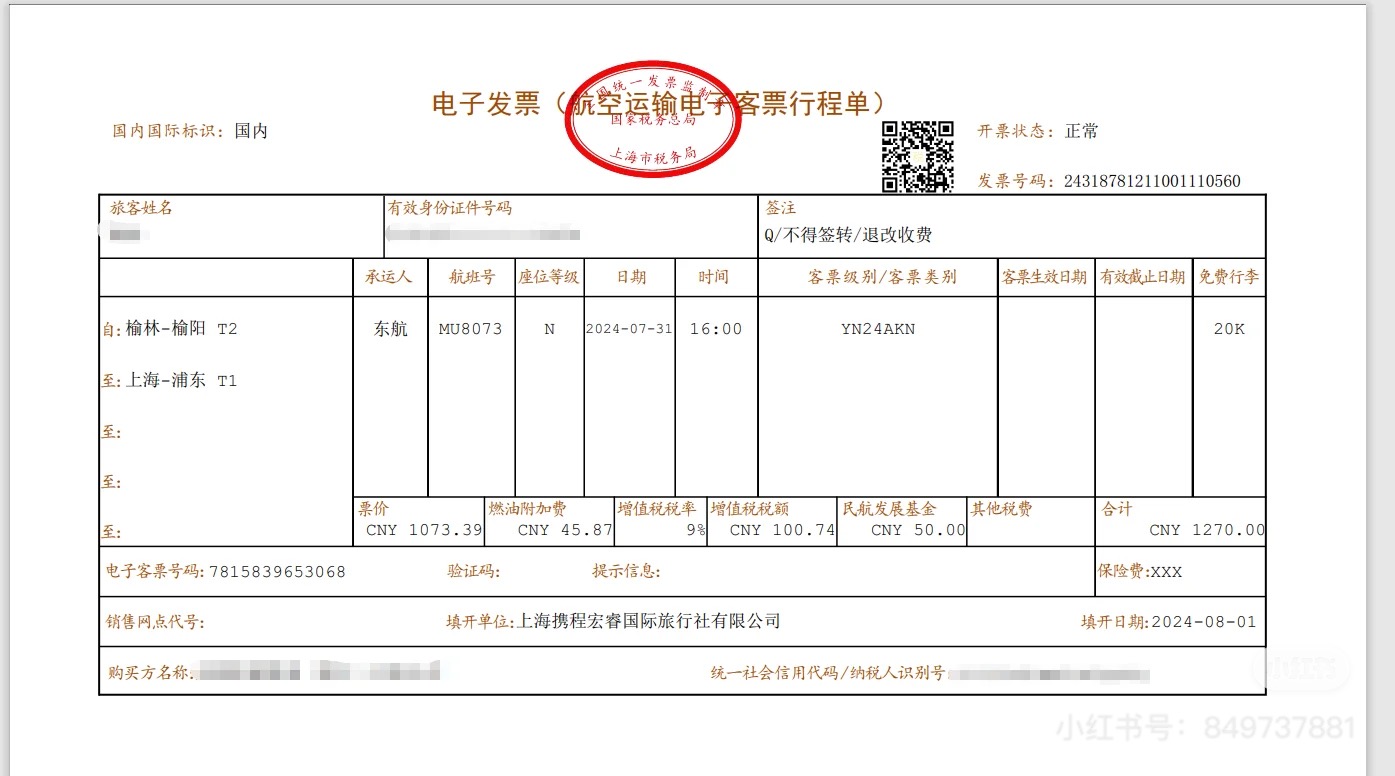 电子发票（航空运输电子客票行程单）
全国统一发票监制章
国家税务总局
上海市税务局
国内国际标识：国内
开票状态：正常
发票号码：24318781211001110560
旅客姓名 有效身份证件号码 签注
Q/不得签转/退改收费
承运人 航班号 座位等级 日期 时间 客票级别/客票类别 客票生效日期 有效截止日期 免费行李
自：榆林-榆阳 T2 东航 MU8073 N 2024-07-31 16:00 YN24AKN 20K
至：上海-浦东 T1
至：
至：
至：
票价 燃油附加费 增值税税率 增值税税额 民航发展基金 其他税费 合计
CNY 1073.39 CNY 45.87 9% CNY 100.74 CNY 50.00 CNY 1270.00
电子客票号码：7815839653068 验证码： 提示信息： 保险费：XXX
销售网点代号： 填开单位：上海携程宏睿国际旅行社有限公司 填开日期：2024-08-01
购买方名称： 统一社会信用代码/纳税人识别号
小红书
小红书号：849737881